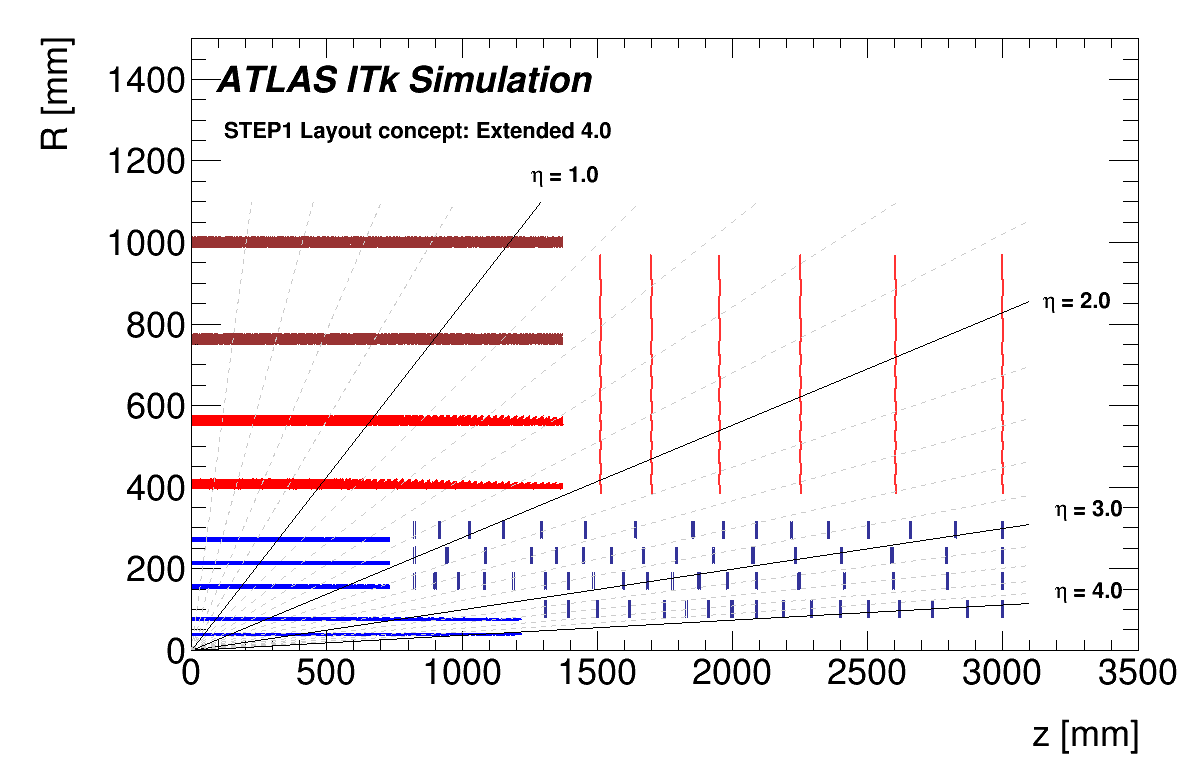 R [mm]
1400
ATLAS ITk Simulation
STEP1 Layout concept: Extended 4.0
1200
η = 1.0
1000
800
η = 2.0
600
400
η = 3.0
200
η = 4.0
0
0 500 1000 1500 2000 2500 3000 3500
z [mm]